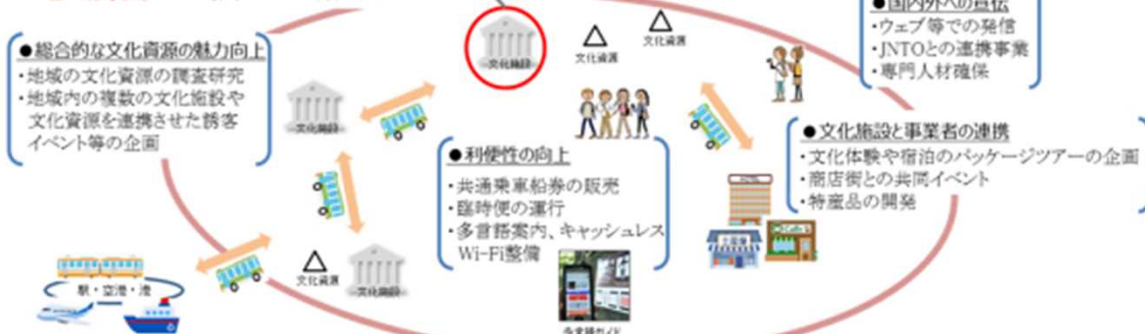 ●国内外への宣伝
・ウェブ等での発信
・JNTOとの連携事業
・専門人材確保
●総合的な文化資源の魅力向上
・地域の文化資源の調査研究
・地域内の複数の文化施設や
文化資源を連携させた誘客
イベント等の企画
文化施設
文化資源
文化資源
文化施設
●文化施設と事業者の連携
・文化体験や宿泊のパッケージツアーの企画
・商店街との共同イベント
・特産品の開発
●利便性の向上
・共通乗車船券の販売
・臨時便の運行
・多言語案内、キャッシュレス
Wi-Fi整備
文化資源
文化施設
駅・空港・港
多言語ガイド